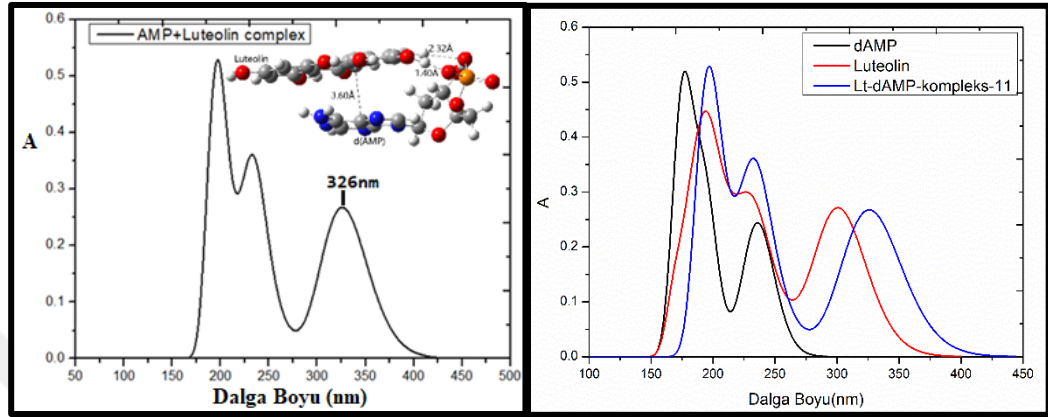 0.6
0.5
0.4
A
0.3
0.2
0.1
0.0
AMP+Luteolin complex
Luteolin
2.32Å
1.40Å
3.60Å
d(AMP)
326nm
50 100 150 200 250 300 350 400 450 500
Dalga Boyu (nm)
0.6
0.5
0.4
A
0.3
0.2
0.1
0.0
dAMP
Luteolin
Lt-dAMP-kompleks-11
100 150 200 250 300 350 400 450
Dalga Boyu(nm)